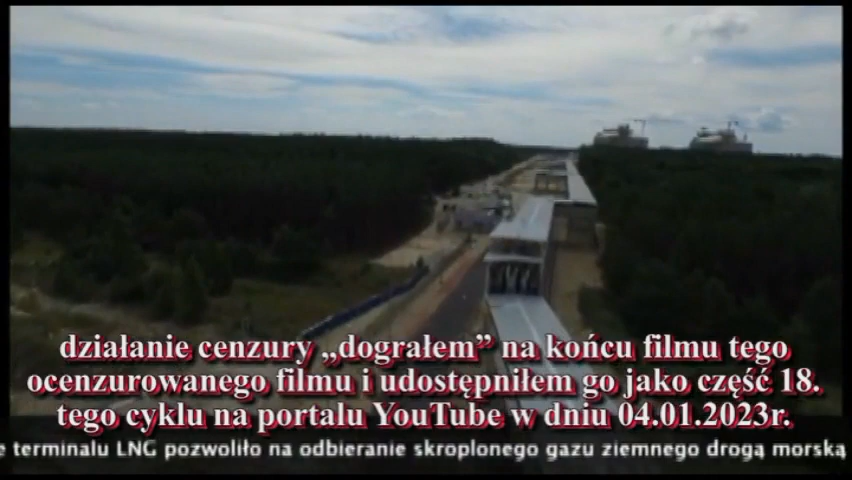 działanie cenzury „dograłem” na końcu filmu tego
ocenzurowanego filmu i udostępniłem go jako część 18.
tego cyklu na portalu YouTube w dniu 04.01.2023r.
e terminalu LNG pozwoliło na odbieranie skroplonego gazu ziemnego drogą morską